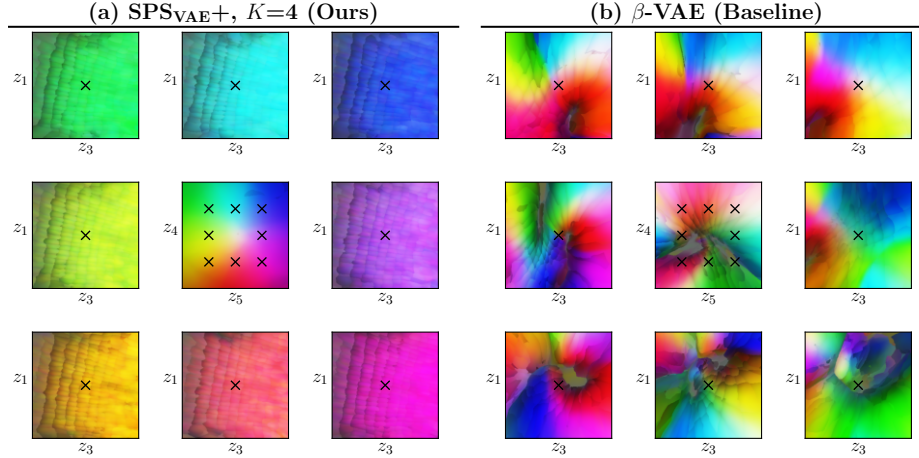 (a) SPS_VAE+, K=4 (Ours) (b) β-VAE (Baseline)
z₁ z₁ z₁ z₁ z₁ z₁
z₃ z₃ z₃ z₃ z₃ z₃
z₁ z₄ z₁ z₁ z₄ z₁
z₃ z₅ z₃ z₃ z₅ z₃
z₁ z₁ z₁ z₁ z₁ z₁
z₃ z₃ z₃ z₃ z₃ z₃